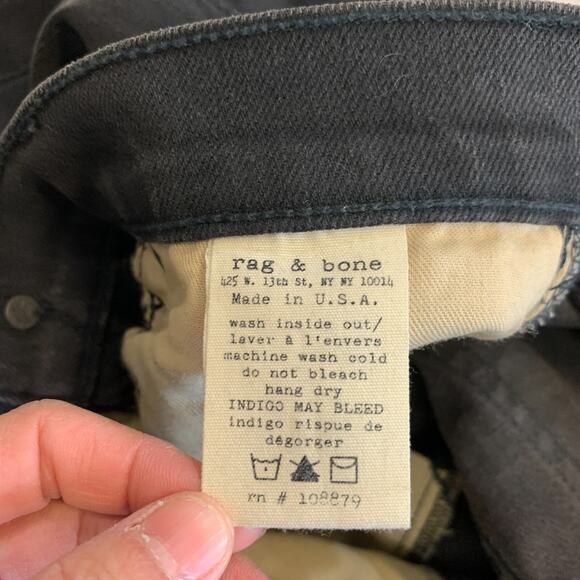 rag & bone
425 W. 13th St, NY NY 10014
Made in U.S.A.
wash inside out/
laver à l'envers
machine wash cold
do not bleach
hang dry
INDIGO MAY BLEED
indigo rispue de
dégorger
rn # 108879